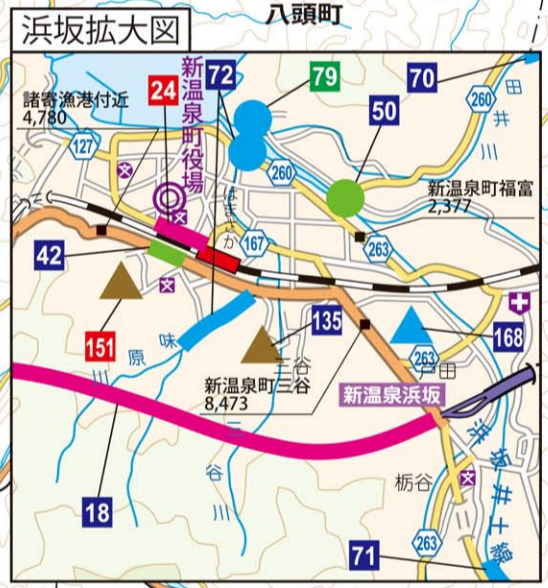 八頭町
浜坂拡大図
諸寄漁港付近
4,780
24
新温泉町役場
72
79
70
50
260
田井川
127
260
新温泉町福富
2,377
はまさか
167
263
42
151
味原川
135
三谷
168
263
戸田
新温泉町三谷
8,473
新温泉浜坂
浜坂井土線
18
三谷川
栃谷
263
71